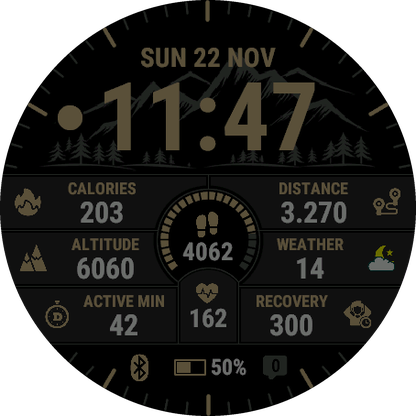 SUN 22 NOV
11:47
CALORIES
203
DISTANCE
3.270
ALTITUDE
6060
4062
WEATHER
14
ACTIVE MIN
42
162
RECOVERY
300
50%
0
D